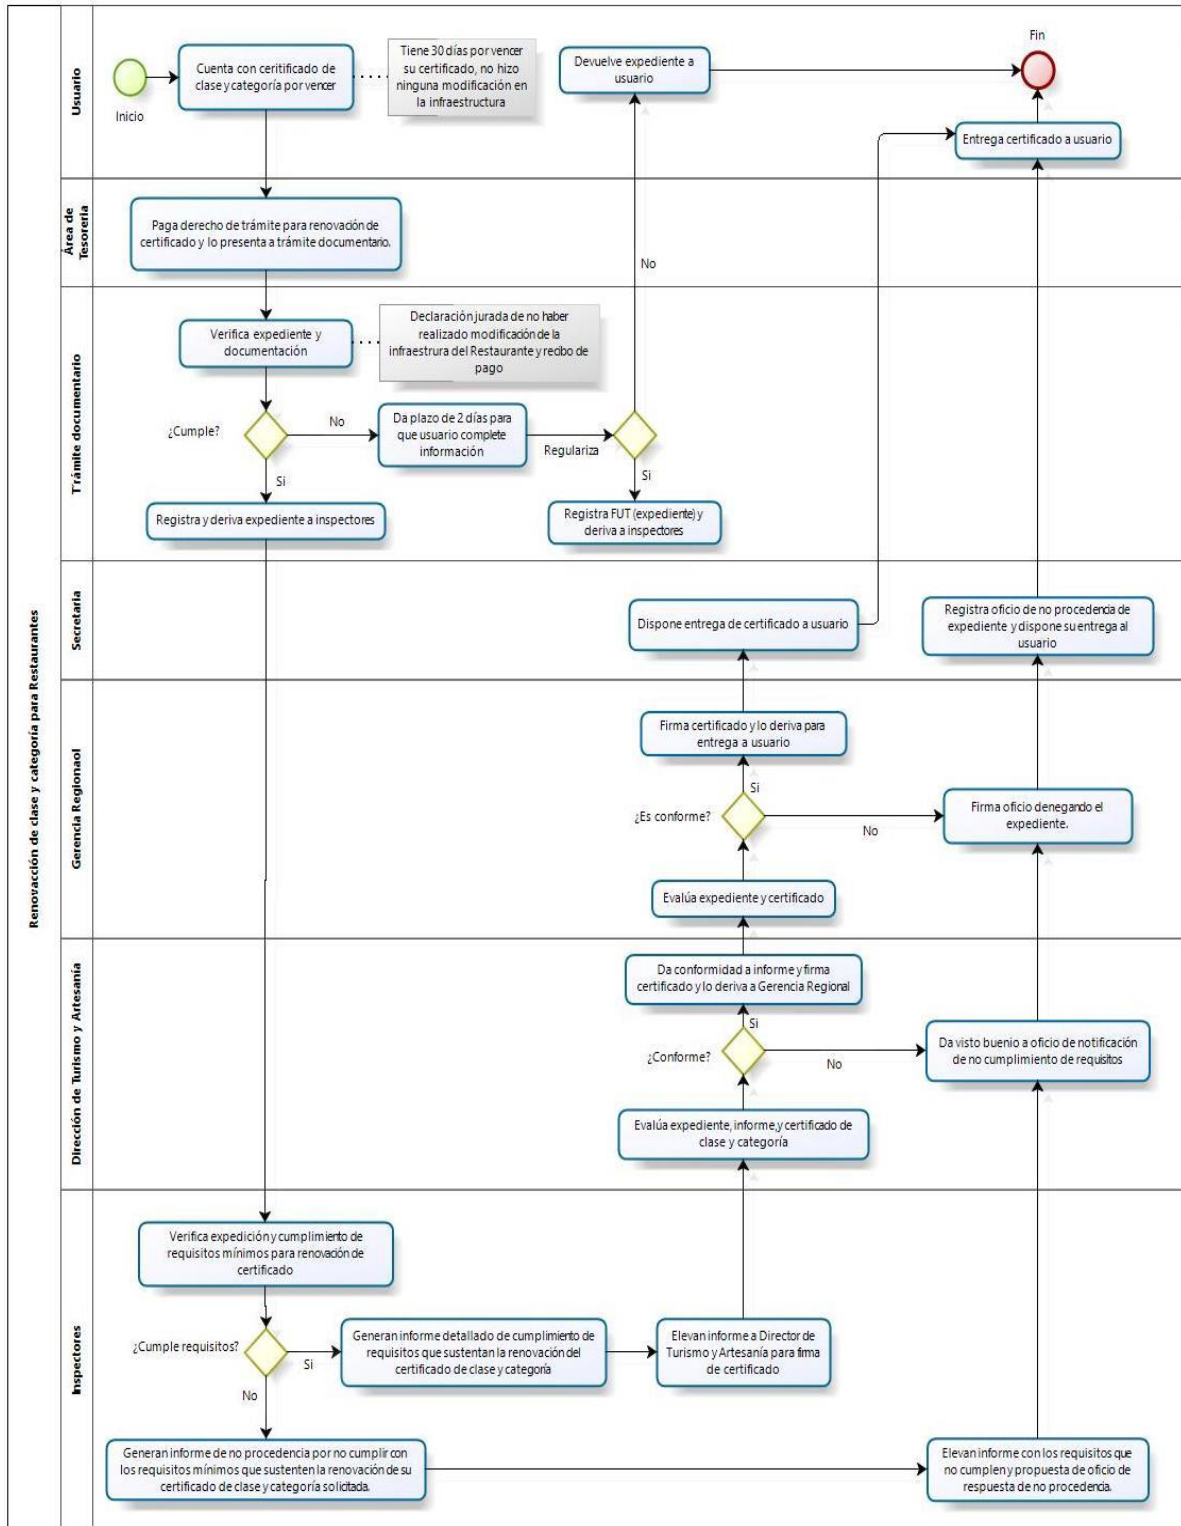 Renovacción de clase y categoría para Restaurantes
Usuario
Inicio
Cuenta con ceritificado de
clase y categoría por vencer
Tiene 30 días por vencer
su certificado, no hizo
ninguna modificación en
la infraestructura
Devuelve expediente a
usuario
Fin
Entrega certificado a usuario
Área de
Tesoreria
Paga derecho de trámite para renovación de
certificado y lo presenta a trámite documentario.
No
Trámite documentario
Verifica expediente y
documentación
Declaración jurada de no haber
realizado modificación de la
infraestrura del Restaurante y recibo de
pago
¿Cumple?
No
Da plazo de 2 días para
que usuario complete
información
Regulariza
Si
Si
Registra y deriva expediente a inspectores
Registra FUT (expediente) y
deriva a inspectores
Secretaria
Dispone entrega de certificado a usuario
Registra oficio de no procedencia de
expediente y dispone su entrega al
usuario
Gerencia Regionaol
Firma certificado y lo deriva para
entrega a usuario
Si
¿Es conforme?
No
Firma oficio denegando el
expediente.
Evalúa expediente y certificado
Dirección de Turismo y Artesanía
Da conformidad a informe y firma
certificado y lo deriva a Gerencia Regional
Si
¿Conforme?
No
Da visto buenio a oficio de notificación
de no cumplimiento de requisitos
Evalúa expediente, informe,y certificado de
clase y categoría
Inspectores
Verifica expedición y cumplimiento de
requisitos mínimos para renovación de
certificado
¿Cumple requisitos?
Si
Generan informe detallado de cumplimiento de
requisitos que sustentan la renovación del
certificado de clase y categoría
Elevan informe a Director de
Turismo y Artesanía para firma
de certificado
No
Generan informe de no procedencia por no cumplir con
los requisitos mínimos que sustenten la renovación de su
certificado de clase y categoría solicitada.
Elevan informe con los requisitos que
no cumplen y propuesta de oficio de
respuesta de no procedencia.